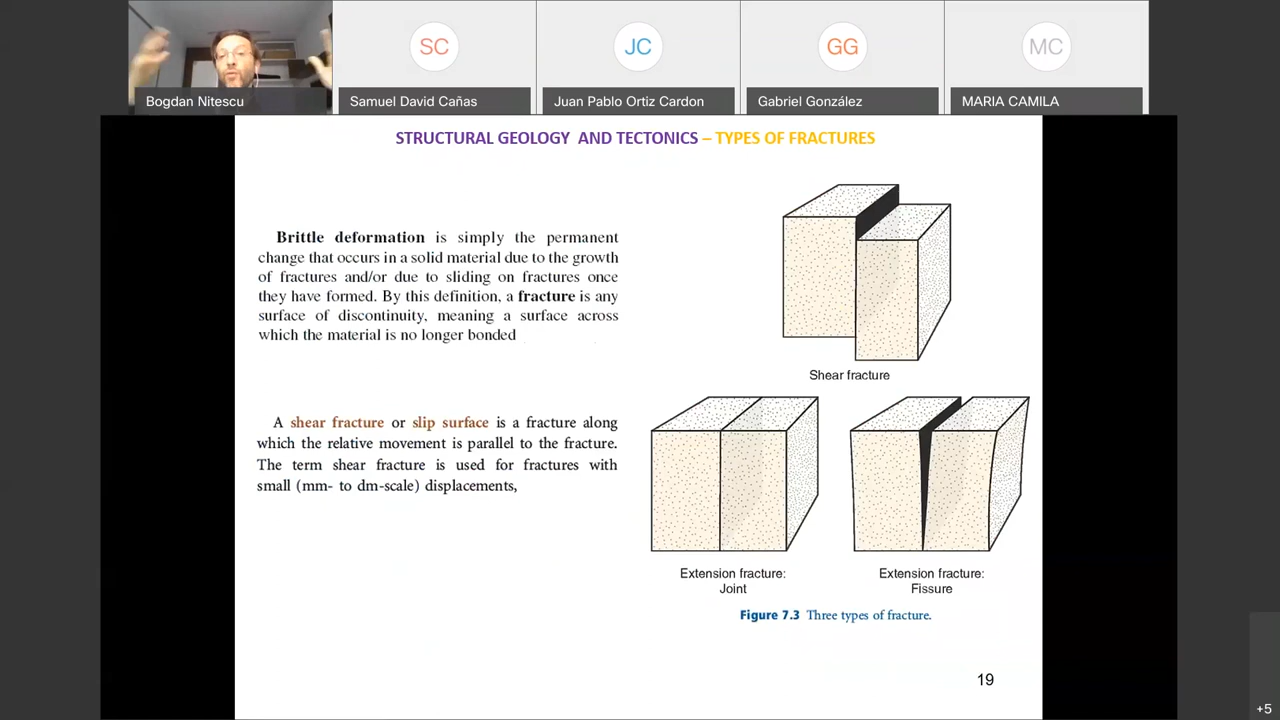 SC
JC
GG
MC
Bogdan Nitescu
Samuel David Cañas
Juan Pablo Ortiz Cardon
Gabriel González
MARIA CAMILA
STRUCTURAL GEOLOGY AND TECTONICS – TYPES OF FRACTURES
Brittle deformation is simply the permanent
change that occurs in a solid material due to the growth
of fractures and/or due to sliding on fractures once
they have formed. By this definition, a fracture is any
surface of discontinuity, meaning a surface across
which the material is no longer bonded
Shear fracture
A shear fracture or slip surface is a fracture along
which the relative movement is parallel to the fracture.
The term shear fracture is used for fractures with
small (mm- to dm-scale) displacements,
Extension fracture:
Joint
Extension fracture:
Fissure
Figure 7.3 Three types of fracture.
19
+5